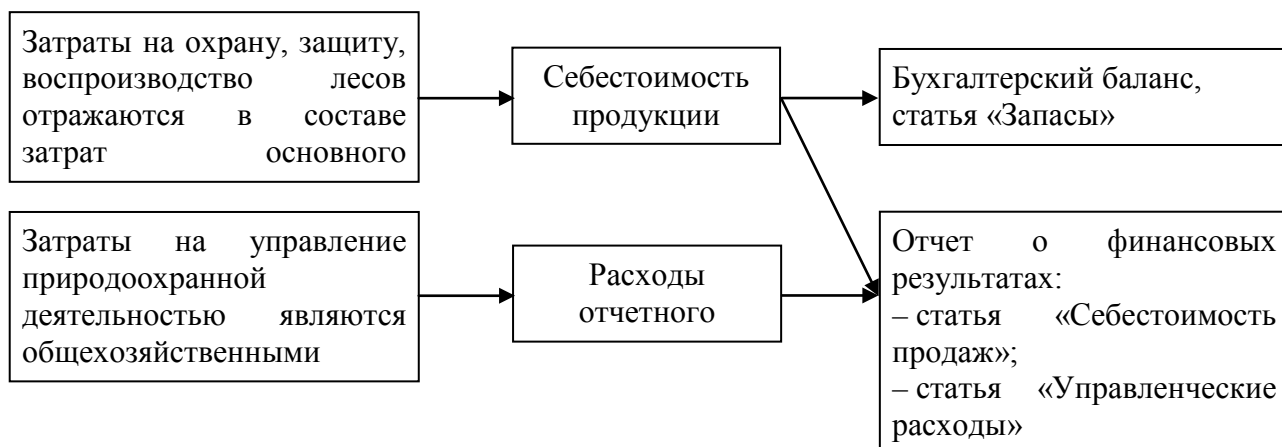 Затраты на охрану, защиту,
воспроизводство лесов
отражаются в составе
затрат основного
Себестоимость
продукции
Бухгалтерский баланс,
статья «Запасы»
Затраты на управление
природоохранной
деятельностью являются
общехозяйственными
Расходы
отчетного
Отчет о финансовых
результатах:
– статья «Себестоимость
продаж»;
– статья «Управленческие
расходы»